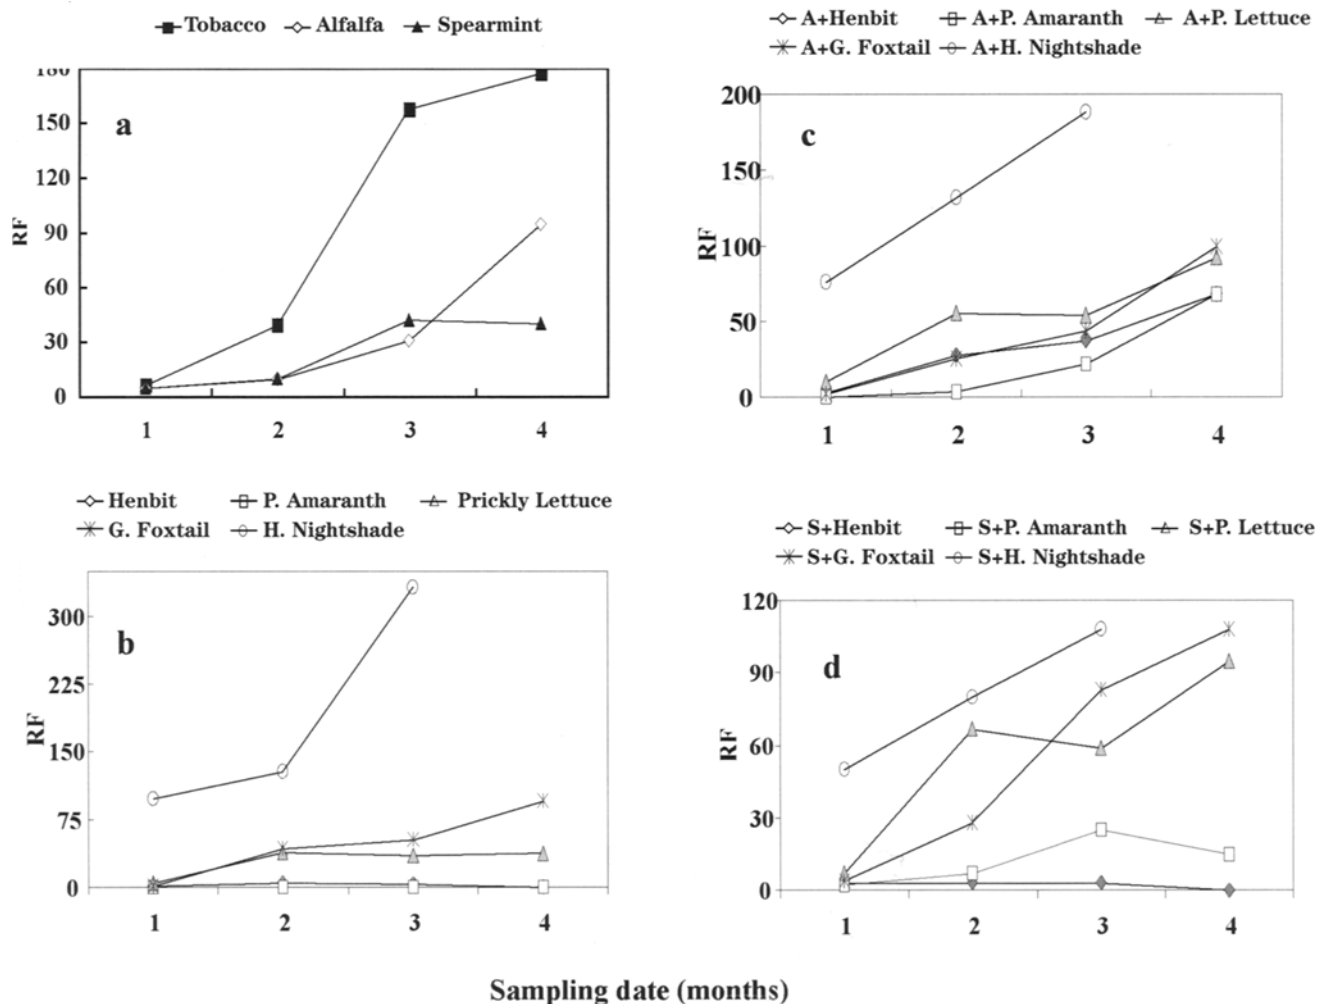 Tobacco Alfalfa Spearmint
180
150
120
90
60
30
0
RF
a
1 2 3 4
A+Henbit A+P. Amaranth A+P. Lettuce
A+G. Foxtail A+H. Nightshade
200
150
100
50
0
RF
c
1 2 3 4
Henbit P. Amaranth Prickly Lettuce
G. Foxtail H. Nightshade
300
225
150
75
0
RF
b
1 2 3 4
S+Henbit S+P. Amaranth S+P. Lettuce
S+G. Foxtail S+H. Nightshade
120
90
60
30
0
RF
d
1 2 3 4
Sampling date (months)